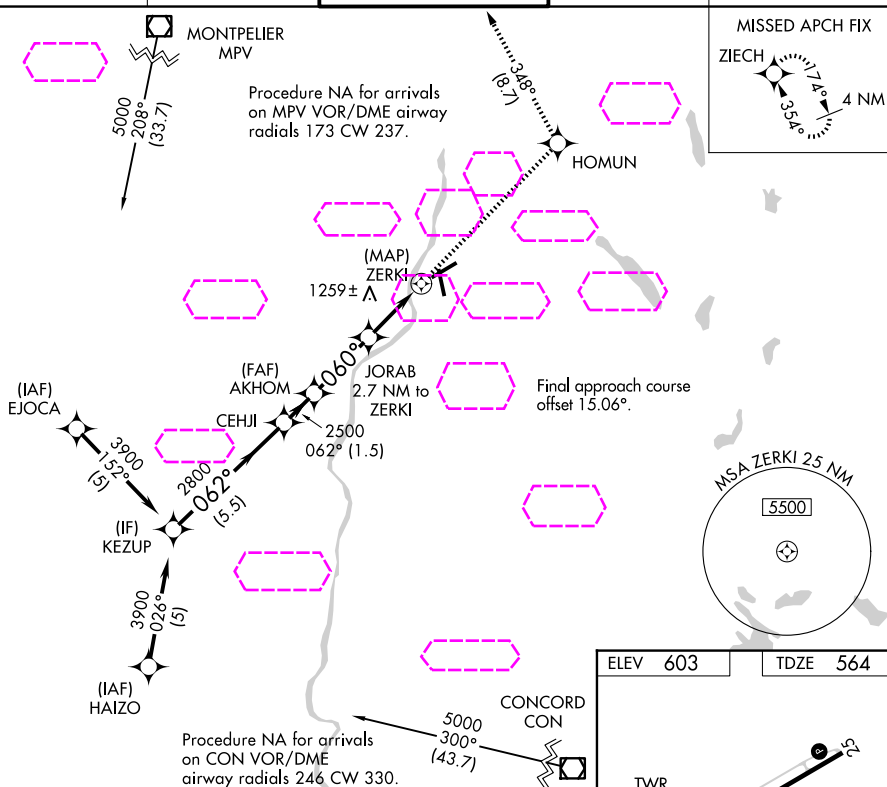 MONTPELIER
MPV
5000
208°
(33.7)
Procedure NA for arrivals
on MPV VOR/DME airway
radials 173 CW 237.
348°
(8.7)
HOMUN
MISSED APCH FIX
ZIECH
174°
354°
4 NM
(MAP)
ZERKI
1259±
060°
(FAF)
AKHOM
JORAB
2.7 NM to
ZERKI
Final approach course
offset 15.06°.
(IAF)
EJOCA
CEHJI
2500
062° (1.5)
3900
152°
(5)
2800
062°
(5.5)
(IF)
KEZUP
3900
026°
(5)
(IAF)
HAIZO
MSA ZERKI 25 NM
5500
ELEV 603
TDZE 564
CONCORD
CON
5000
300°
(43.7)
Procedure NA for arrivals
on CON VOR/DME
airway radials 246 CW 330.
P
25
TWR